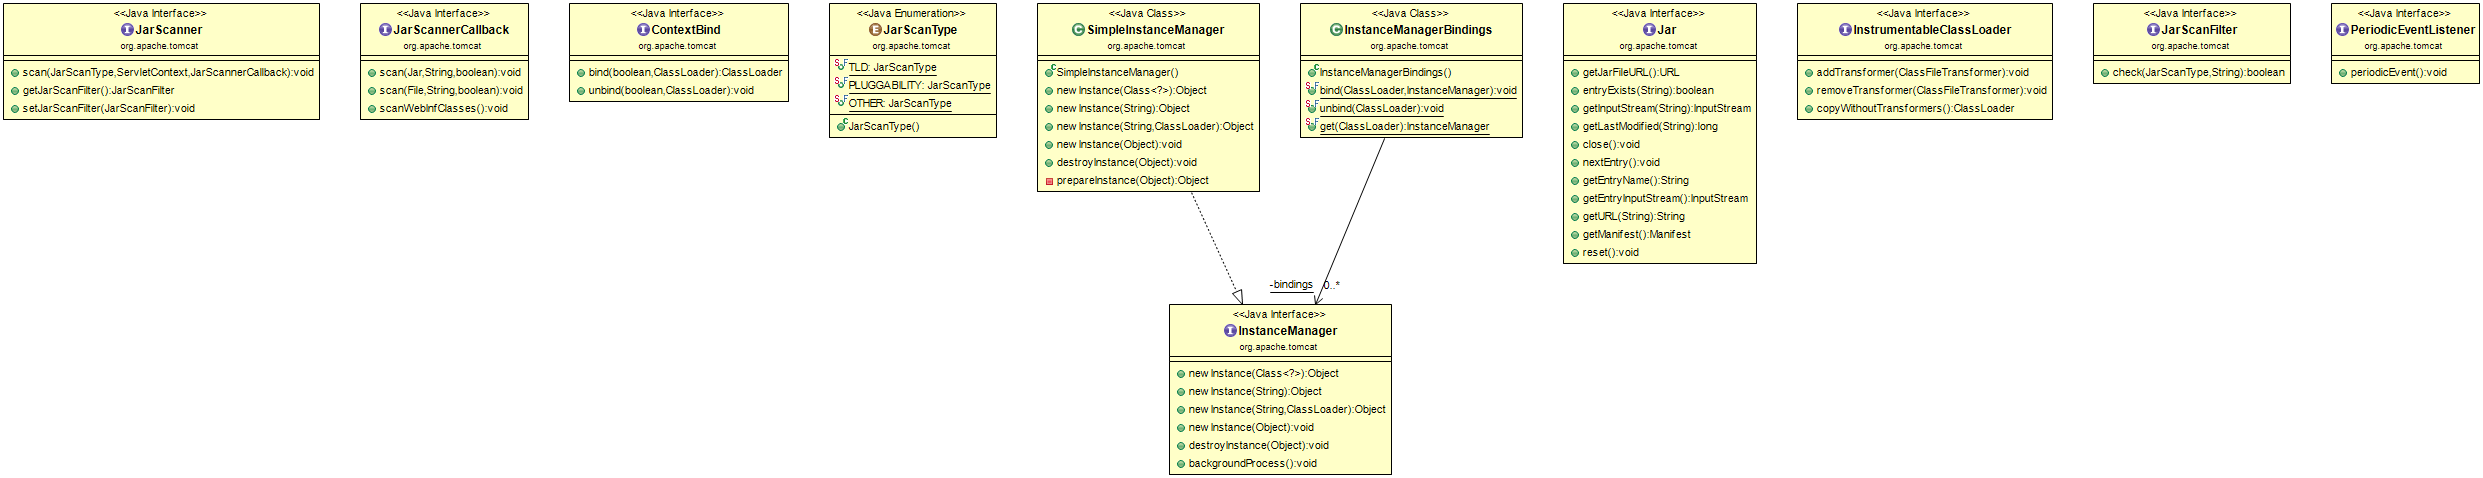 <<Java Interface>>
JarScanner
org.apache.tomcat
scan(JarScanType,ServletContext,JarScannerCallback):void
getJarScanFilter():JarScanFilter
setJarScanFilter(JarScanFilter):void
<<Java Interface>>
JarScannerCallback
org.apache.tomcat
scan(Jar,String,boolean):void
scan(File,String,boolean):void
scanWebInfClasses():void
<<Java Interface>>
ContextBind
org.apache.tomcat
bind(boolean,ClassLoader):ClassLoader
unbind(boolean,ClassLoader):void
<<Java Enumeration>>
JarScanType
org.apache.tomcat
TLD: JarScanType
PLUGGABILITY: JarScanType
OTHER: JarScanType
JarScanType()
<<Java Class>>
SimpleInstanceManager
org.apache.tomcat
SimpleInstanceManager()
newInstance(Class<?>):Object
newInstance(String):Object
newInstance(String,ClassLoader):Object
newInstance(Object):void
destroyInstance(Object):void
prepareInstance(Object):Object
<<Java Class>>
InstanceManagerBindings
org.apache.tomcat
InstanceManagerBindings()
bind(ClassLoader,InstanceManager):void
unbind(ClassLoader):void
get(ClassLoader):InstanceManager
<<Java Interface>>
Jar
org.apache.tomcat
getJarFileURL():URL
entryExists(String):boolean
getInputStream(String):InputStream
getLastModified(String):long
close():void
nextEntry():void
getEntryName():String
getEntryInputStream():InputStream
getURL(String):String
getManifest():Manifest
reset():void
<<Java Interface>>
InstrumentableClassLoader
org.apache.tomcat
addTransformer(ClassFileTransformer):void
removeTransformer(ClassFileTransformer):void
copyWithoutTransformers():ClassLoader
<<Java Interface>>
JarScanFilter
org.apache.tomcat
check(JarScanType,String):boolean
<<Java Interface>>
PeriodicEventListener
org.apache.tomcat
periodicEvent():void
-bindings 0..*
<<Java Interface>>
InstanceManager
org.apache.tomcat
newInstance(Class<?>):Object
newInstance(String):Object
newInstance(String,ClassLoader):Object
newInstance(Object):void
destroyInstance(Object):void
backgroundProcess():void